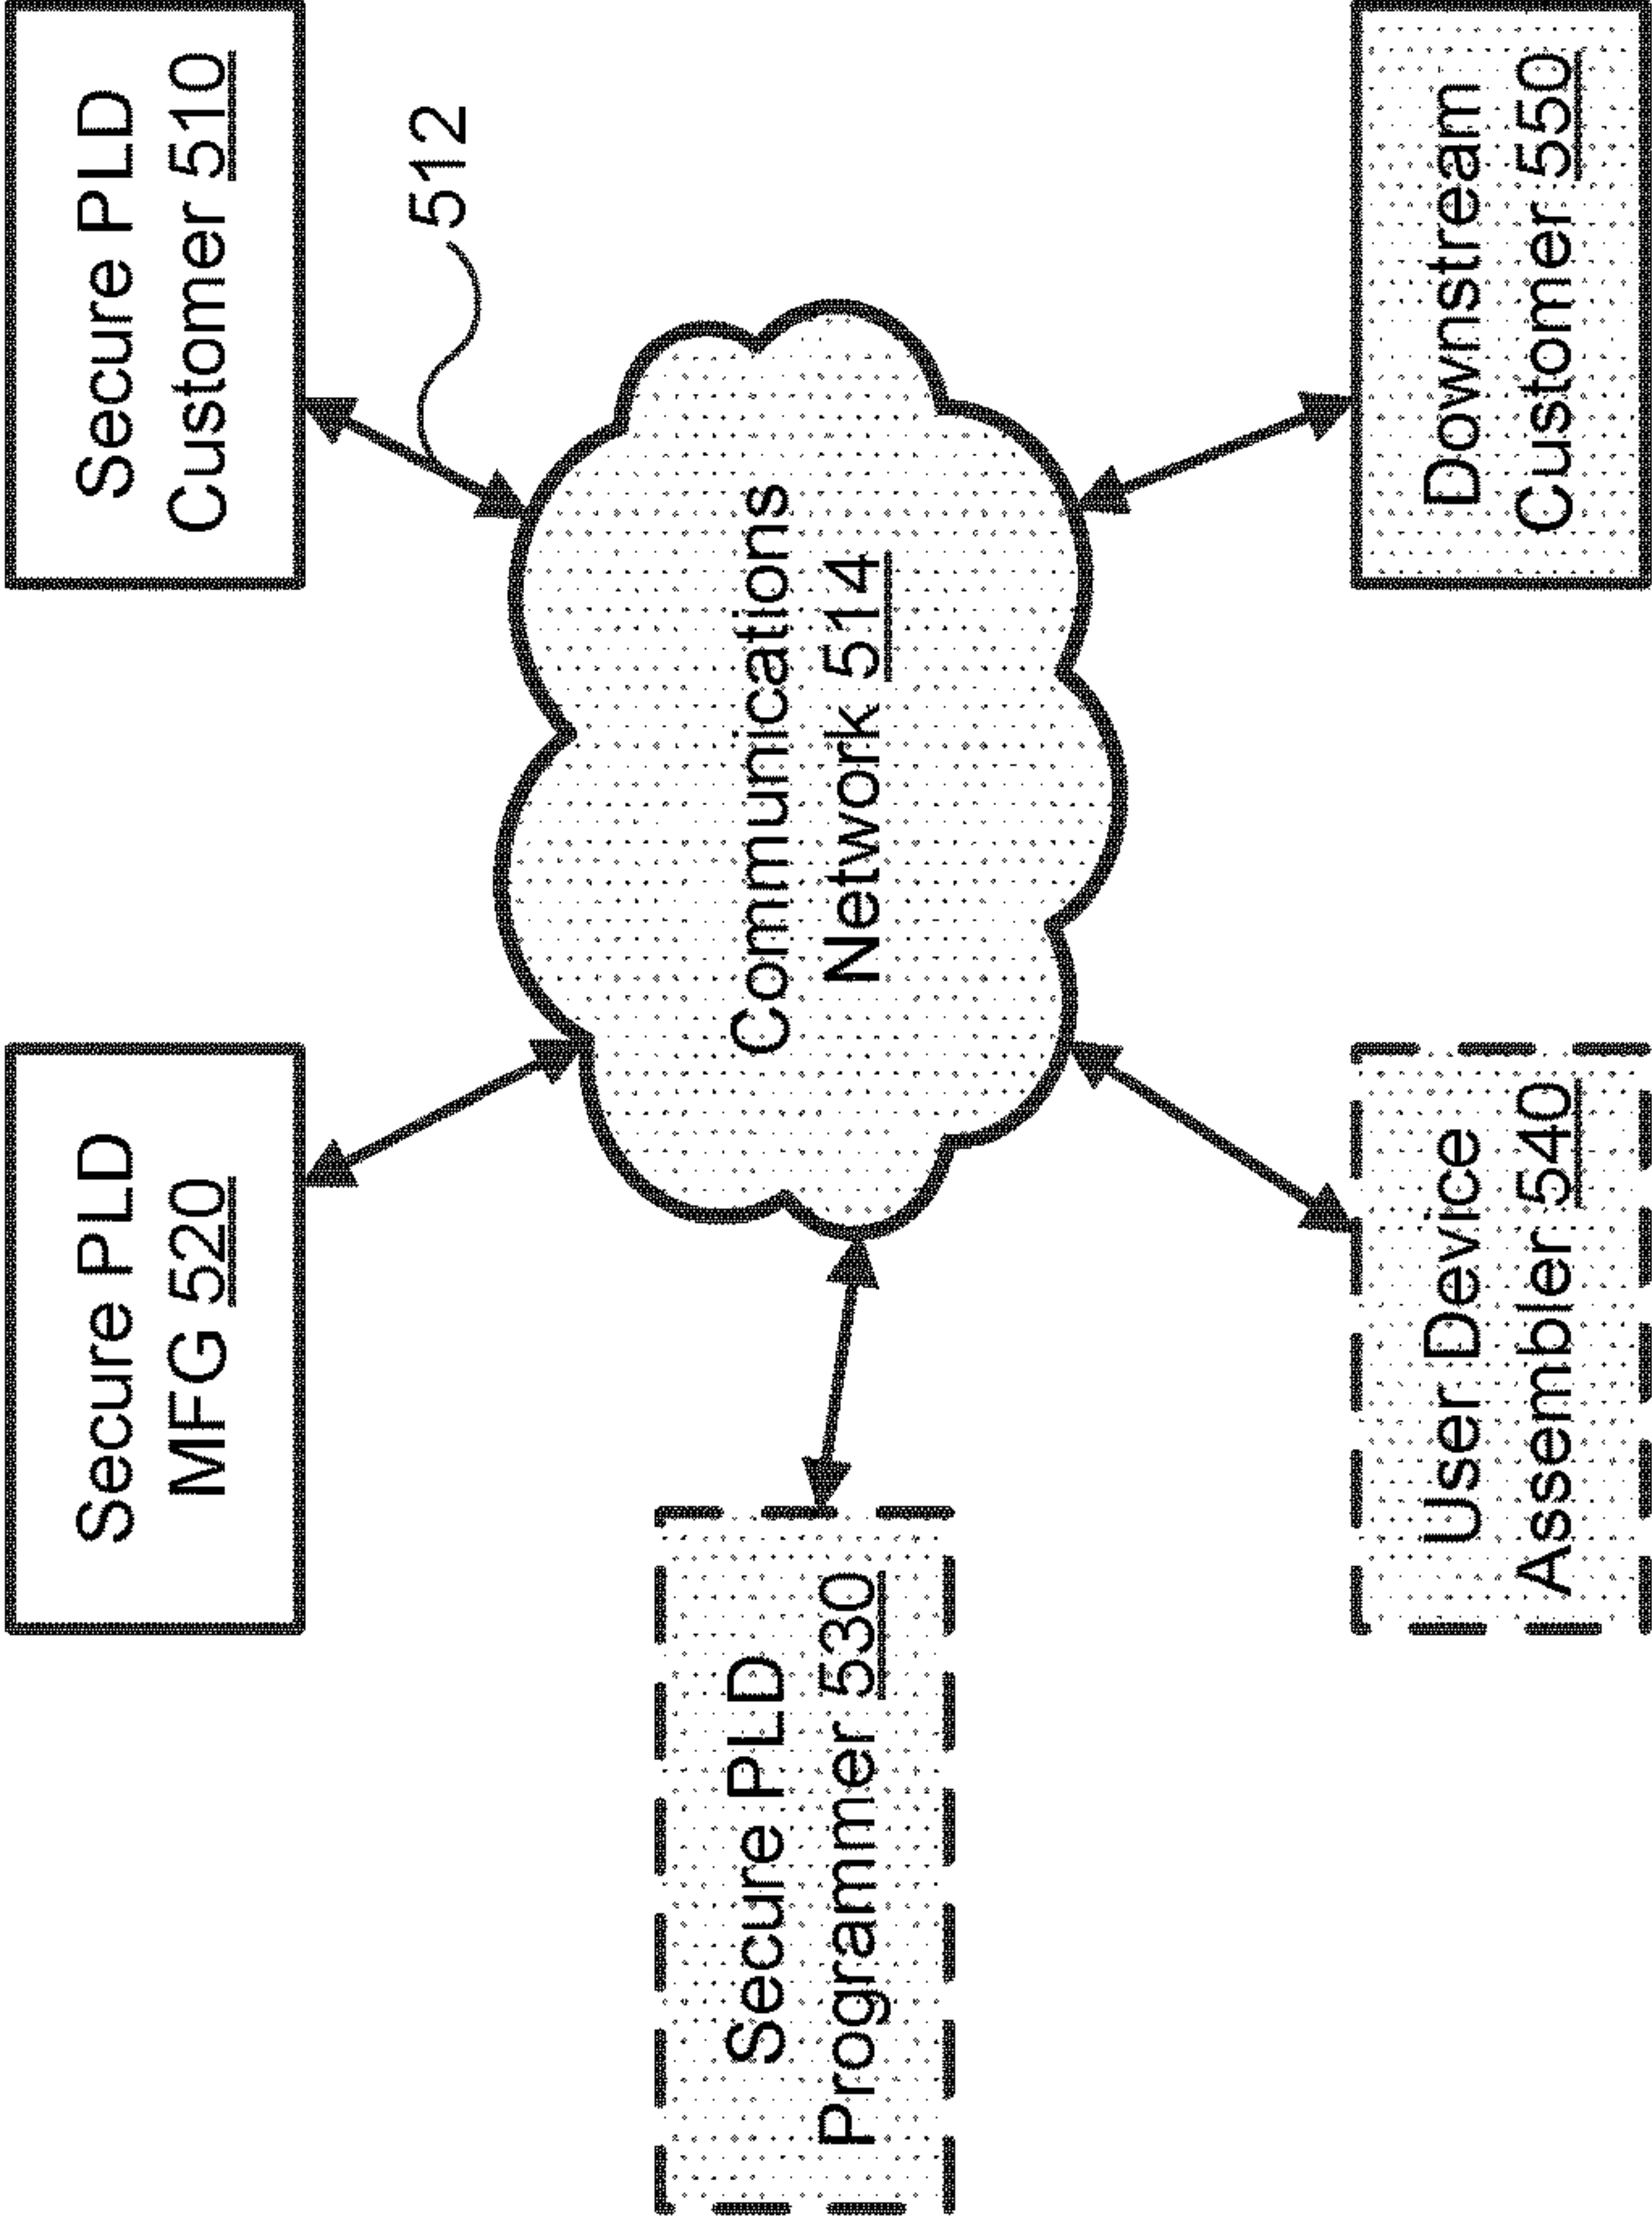 Secure PLD
MFG 520
Secure PLD
Customer 510
512
Secure PLD
Programmer 530
Communications
Network 514
User Device
Assembler 540
Downstream
Customer 550